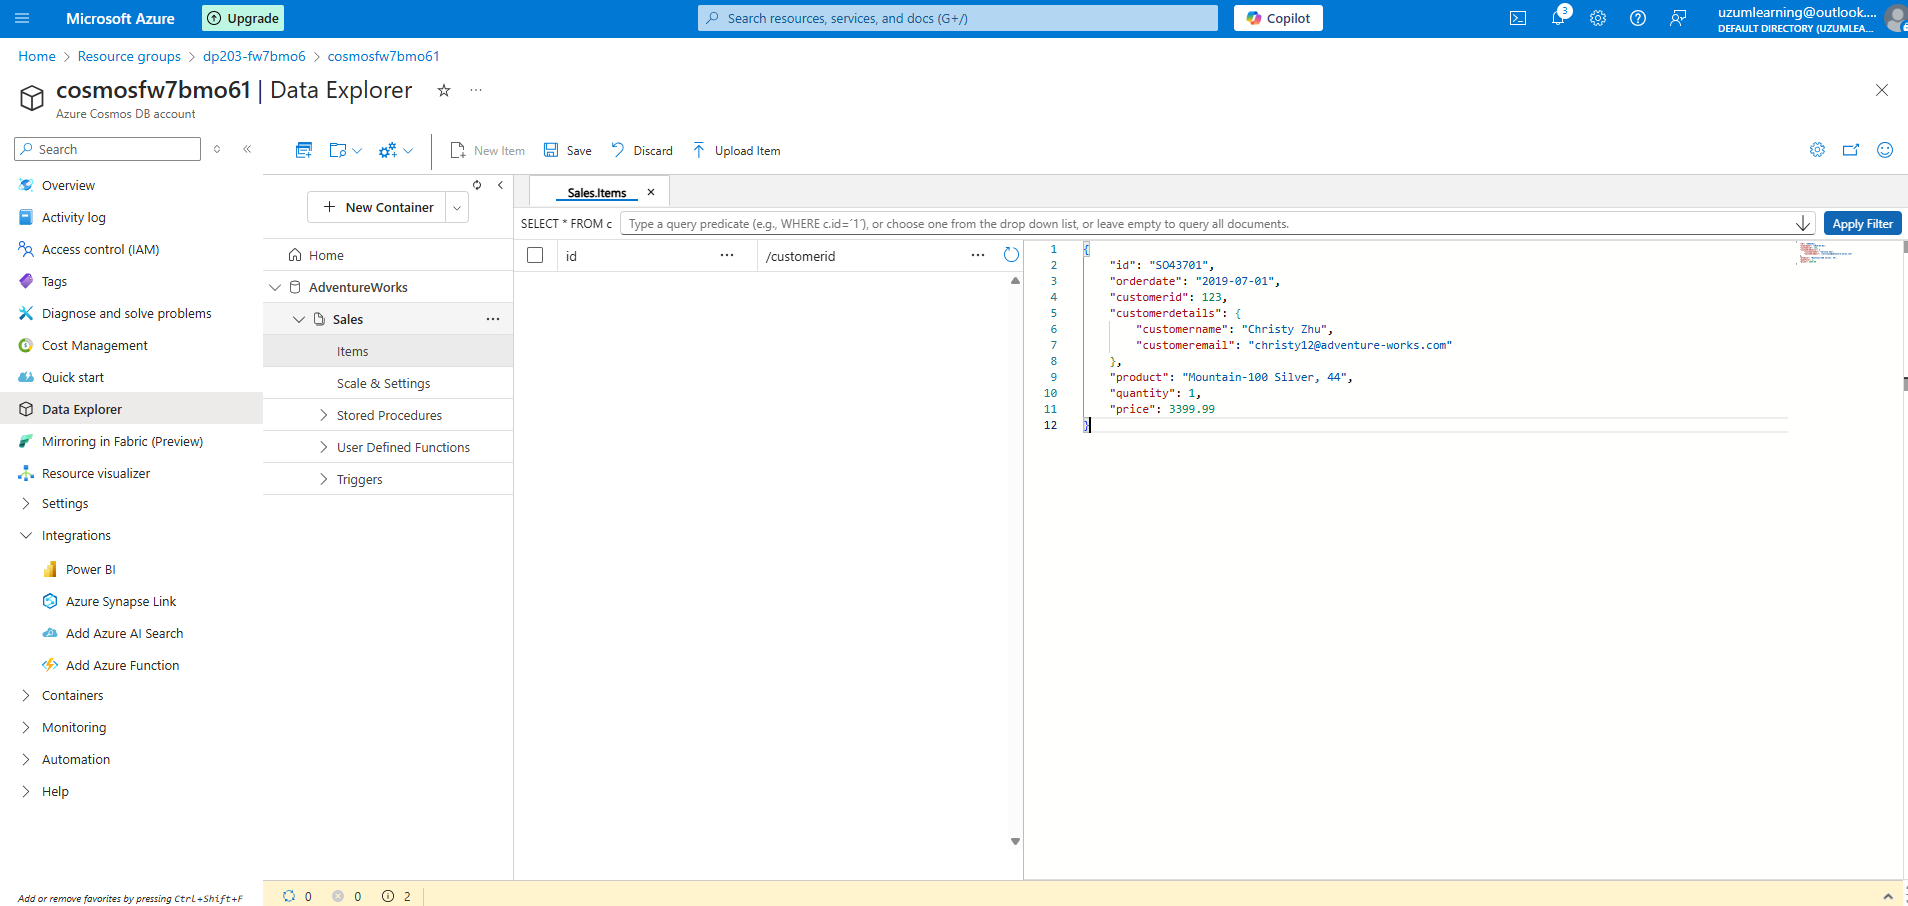 Microsoft Azure
Upgrade
Search resources, services, and docs (G+/)
Copilot
3
uzumlearning@outlook....
DEFAULT DIRECTORY (UZUMLEA...
Home > Resource groups > dp203-fw7bmo6 > cosmosfw7bmo61
cosmosfw7bmo61 | Data Explorer
Azure Cosmos DB account
Search
Overview
Activity log
Access control (IAM)
Tags
Diagnose and solve problems
Cost Management
Quick start
Data Explorer
Mirroring in Fabric (Preview)
Resource visualizer
Settings
Integrations
Power BI
Azure Synapse Link
Add Azure AI Search
Add Azure Function
Containers
Monitoring
Automation
Help
Add or remove favorites by pressing Ctrl+Shift+F
New Item
Save
Discard
Upload Item
New Container
Home
AdventureWorks
Sales
Items
Scale & Settings
Stored Procedures
User Defined Functions
Triggers
Sales.Items
SELECT * FROM c
Type a query predicate (e.g., WHERE c.id=´1´), or choose one from the drop down list, or leave empty to query all documents.
Apply Filter
id
/customerid
1 {
2 "id": "SO43701",
3 "orderdate": "2019-07-01",
4 "customerid": 123,
5 "customerdetails": {
6 "customername": "Christy Zhu",
7 "customeremail": "christy12@adventure-works.com"
8 },
9 "product": "Mountain-100 Silver, 44",
10 "quantity": 1,
11 "price": 3399.99
12 }
0 0 2